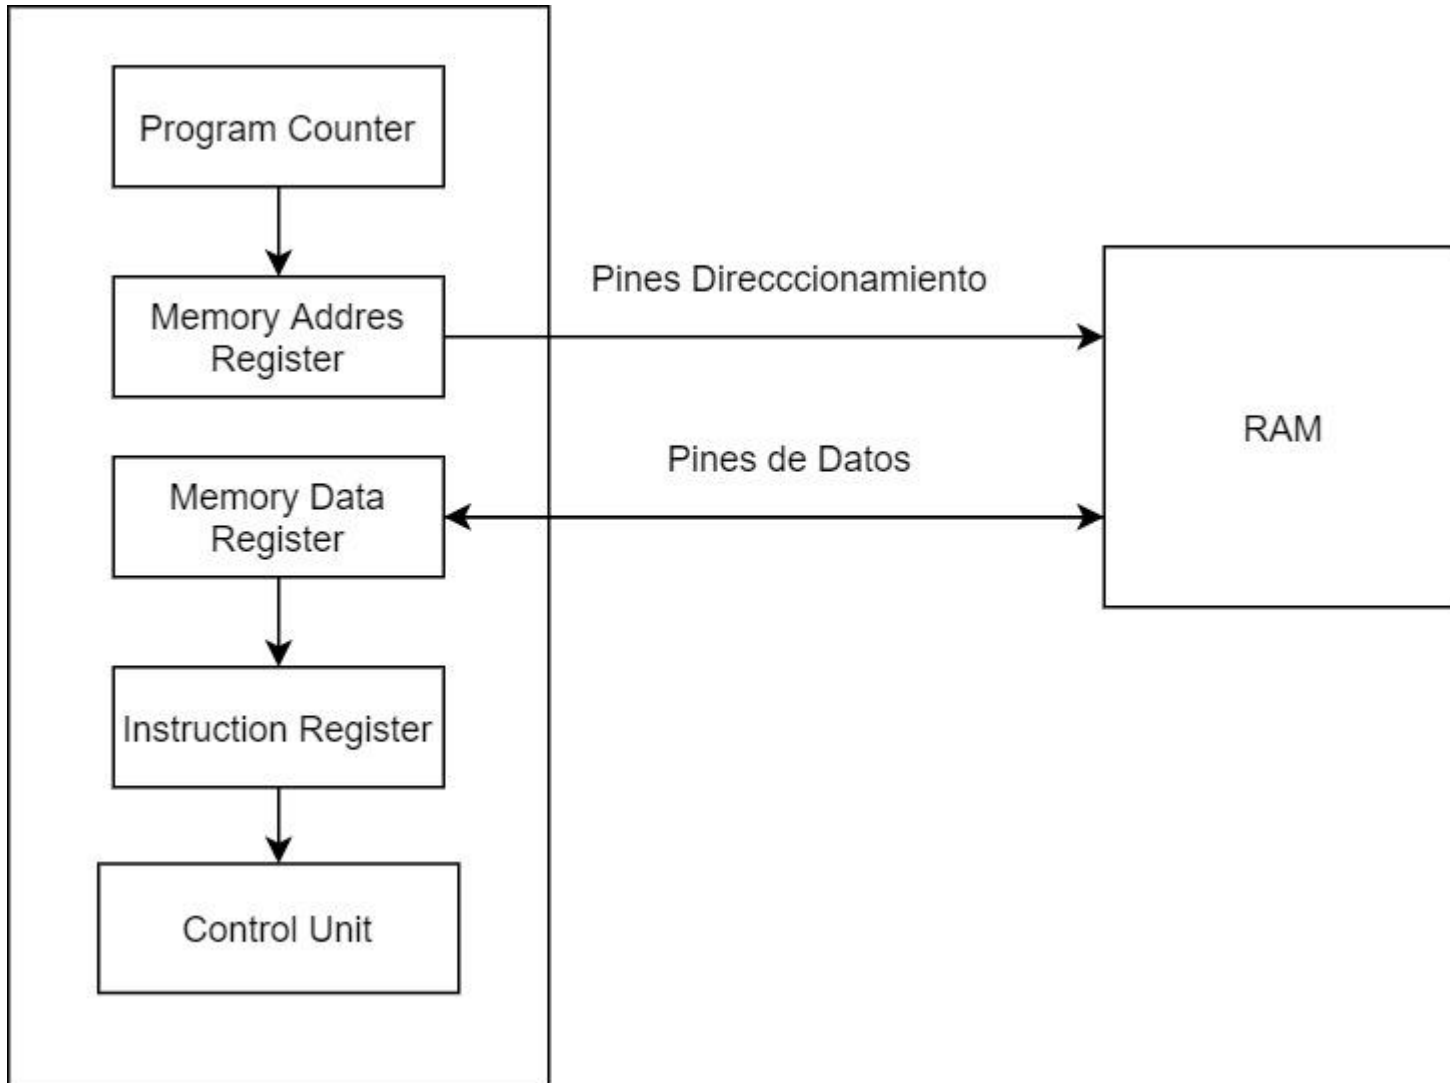 Program Counter
Memory Addres
Register
Pines Direcccionamiento
RAM
Pines de Datos
Memory Data
Register
Instruction Register
Control Unit